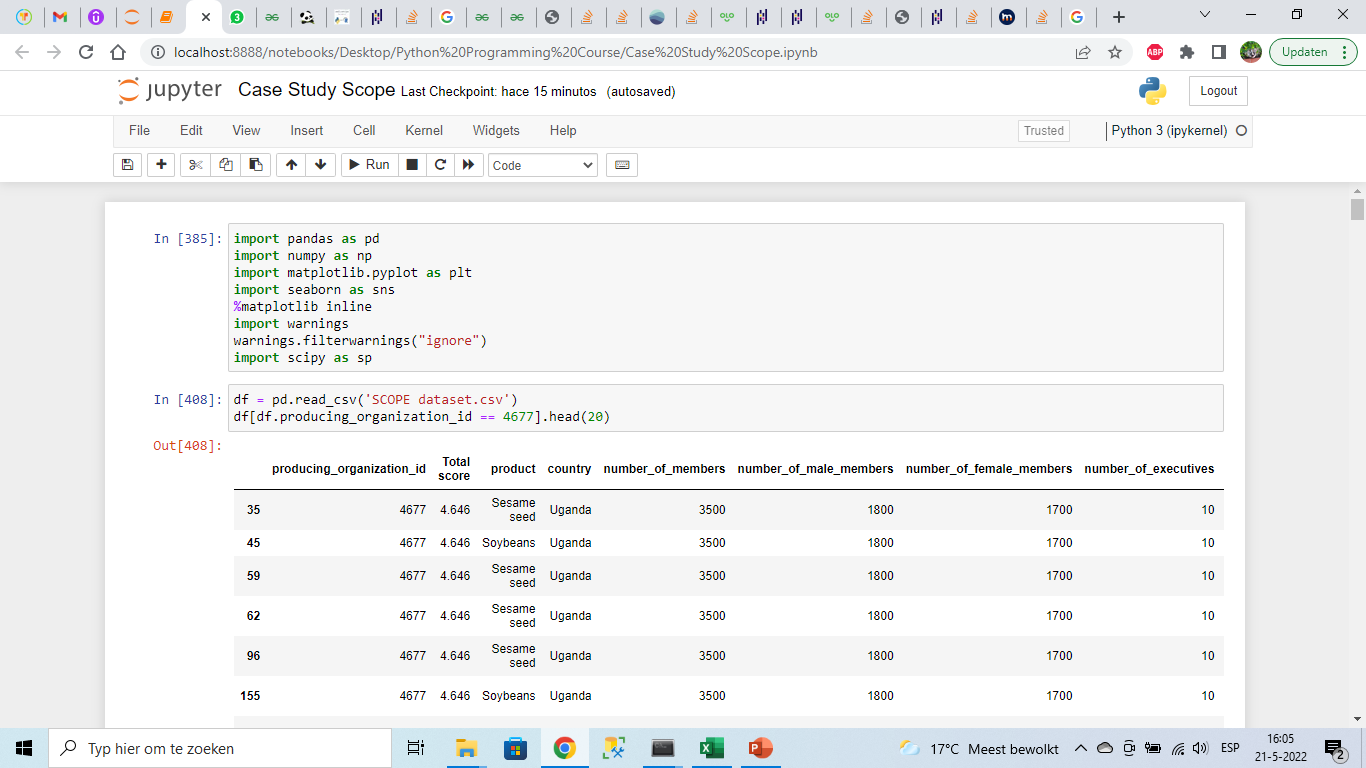 3
localhost:8888/notebooks/Desktop/Python%20Programming%20Course/Case%20Study%20Scope.ipynb
ABP
Updaten
jupyter Case Study Scope Last Checkpoint: hace 15 minutos (autosaved)
Logout
File Edit View Insert Cell Kernel Widgets Help
Trusted
Python 3 (ipykernel)
Run
Code
In [385]:
import pandas as pd
import numpy as np
import matplotlib.pyplot as plt
import seaborn as sns
%matplotlib inline
import warnings
warnings.filterwarnings("ignore")
import scipy as sp
In [408]:
df = pd.read_csv('SCOPE dataset.csv')
df[df.producing_organization_id == 4677].head(20)
Out[408]:
producing_organization_id Total score product country number_of_members number_of_male_members number_of_female_members number_of_executives
35 4677 4.646 Sesame seed Uganda 3500 1800 1700 10
45 4677 4.646 Soybeans Uganda 3500 1800 1700 10
59 4677 4.646 Sesame seed Uganda 3500 1800 1700 10
62 4677 4.646 Sesame seed Uganda 3500 1800 1700 10
96 4677 4.646 Sesame seed Uganda 3500 1800 1700 10
155 4677 4.646 Soybeans Uganda 3500 1800 1700 10
Typ hier om te zoeken
17°C Meest bewolkt
ESP
16:05
21-5-2022
2